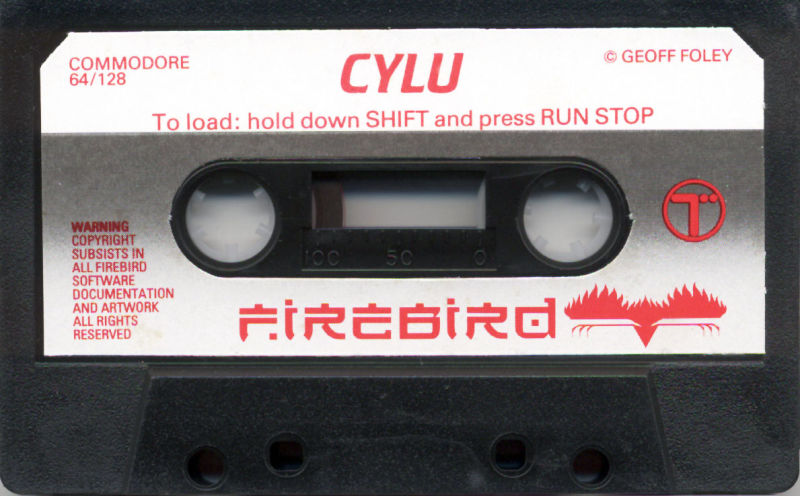 COMMODORE
64/128
CYLU
© GEOFF FOLEY
To load: hold down SHIFT and press RUN STOP
WARNING
COPYRIGHT
SUBSISTS IN
ALL FIREBIRD
SOFTWARE
DOCUMENTATION
AND ARTWORK
ALL RIGHTS
RESERVED
100 50 0
T
FIREBIRD